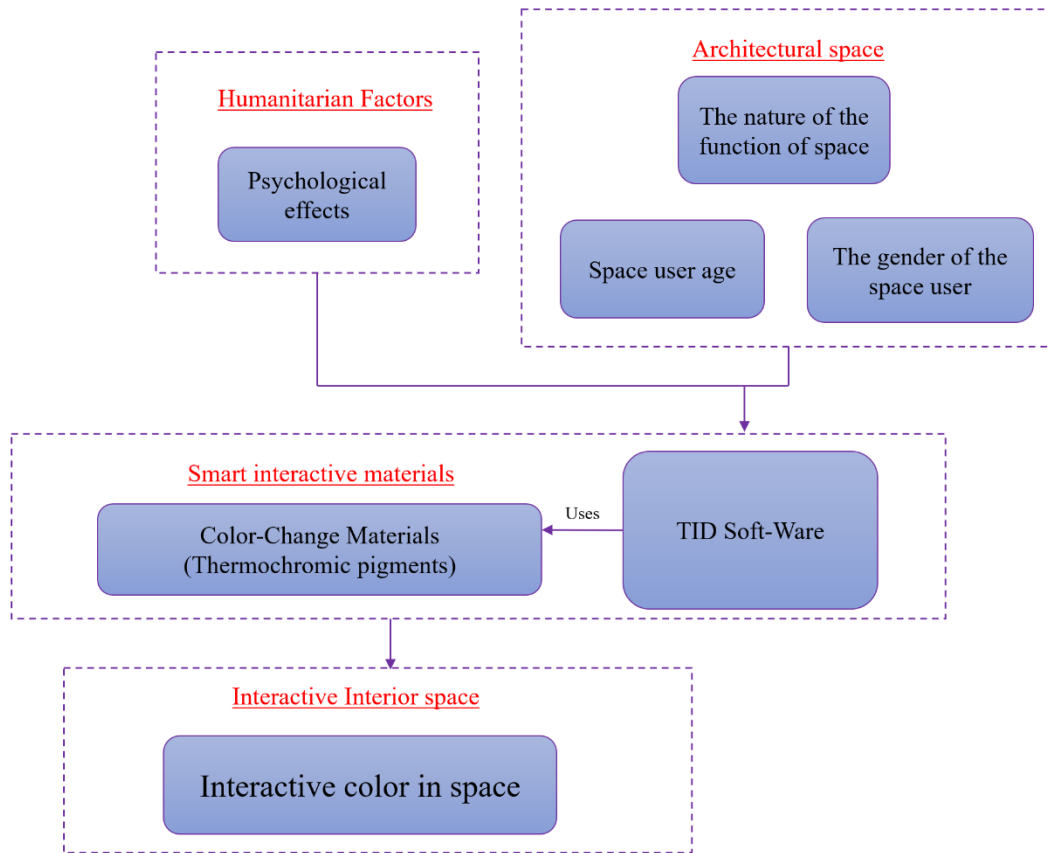 Architectural space
The nature of the
function of space
Space user age
The gender of the
space user
Humanitarian Factors
Psychological
effects
Smart interactive materials
Color-Change Materials
(Thermochromic pigments)
Uses
TID Soft-Ware
Interactive Interior space
Interactive color in space